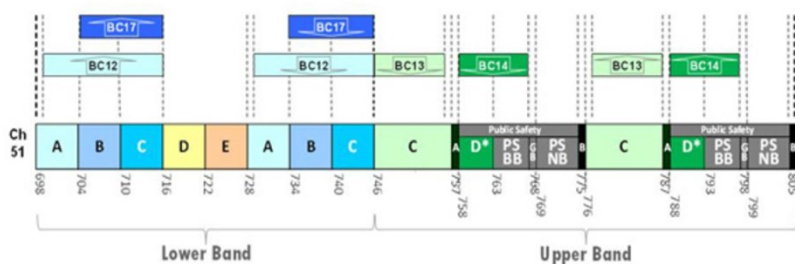 BC17 BC17
BC12 BC12 BC13 BC14 BC13 BC14
Public Safety Public Safety
Ch 51 A B C D E A B C C A D* PS BB GB PS NB B C A D* PS BB GB PS NB B
698 704 710 716 722 728 734 740 746 757 758 763 768 769 775 776 787 788 793 798 799 805
Lower Band Upper Band